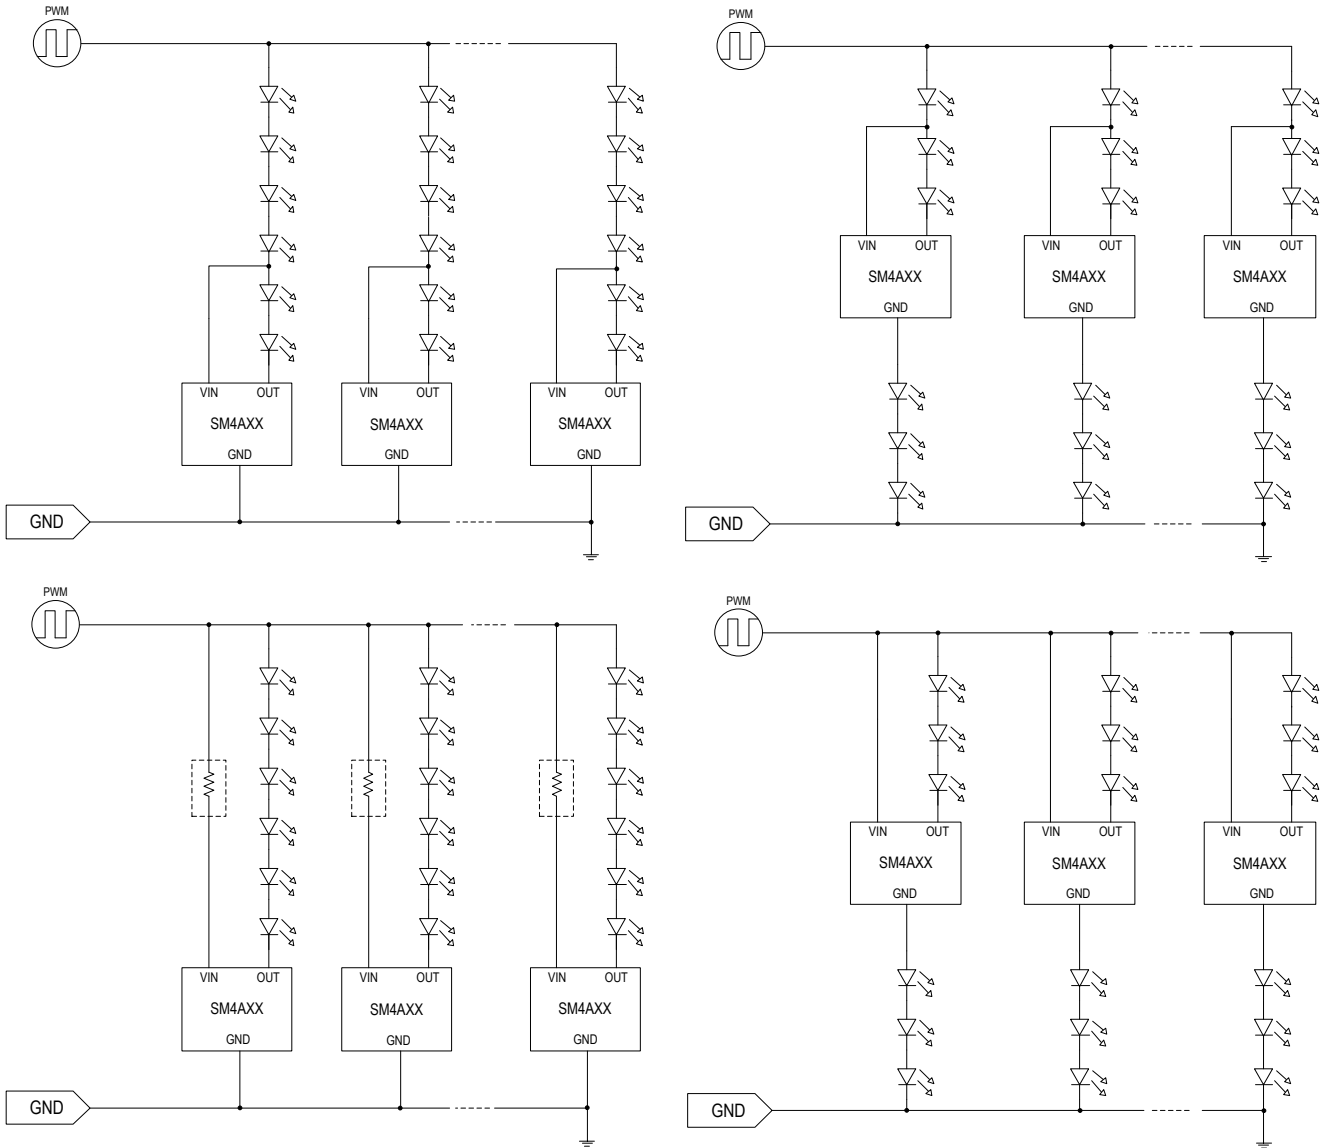 PWM
VIN OUT
SM4AXX
GND
VIN OUT
SM4AXX
GND
VIN OUT
SM4AXX
GND
GND
PWM
VIN OUT
SM4AXX
GND
VIN OUT
SM4AXX
GND
VIN OUT
SM4AXX
GND
GND
PWM
VIN OUT
SM4AXX
GND
VIN OUT
SM4AXX
GND
VIN OUT
SM4AXX
GND
GND
PWM
VIN OUT
SM4AXX
GND
VIN OUT
SM4AXX
GND
VIN OUT
SM4AXX
GND
GND